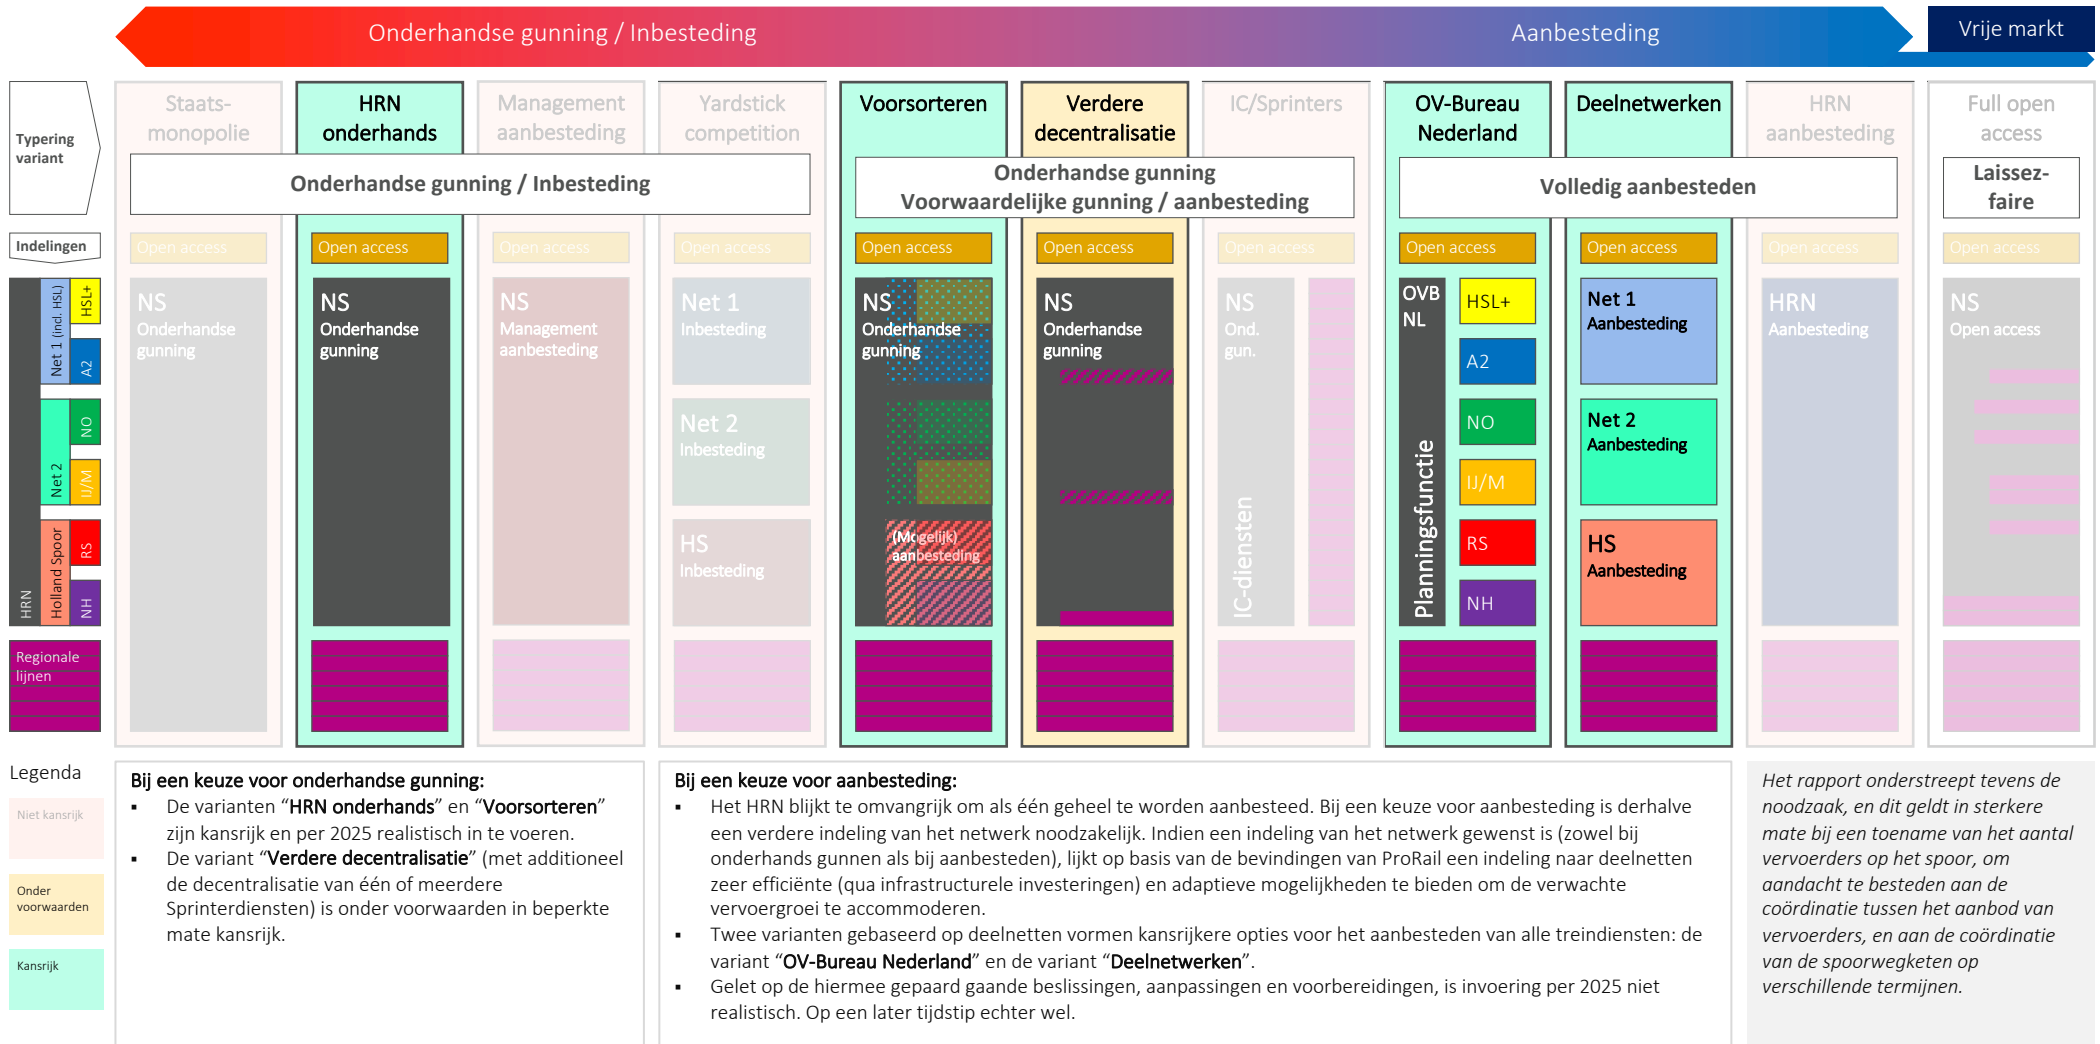 Onderhandse gunning / Inbesteding
Aanbesteding
Vrije markt
Typering
variant
Staats-
monopolie
HRN
onderhands
Management
aanbesteding
Yardstick
competition
Voorsorteren
Verdere
decentralisatie
IC/Sprinters
OV-Bureau
Nederland
Deelnetwerken
HRN
aanbesteding
Full open
access
Onderhandse gunning / Inbesteding
Onderhandse gunning
Voorwaardelijke gunning / aanbesteding
Volledig aanbesteden
Laissez-
faire
Indelingen
Open access
Open access
Open access
Open access
Open access
Open access
Open access
Open access
Open access
Open access
Open access
HRN
Net 1 (incl. HSL)
Net 2
Holland Spoor
HSL+
A2
NO
IJ/M
RS
NH
Regionale
lijnen
NS
Onderhandse
gunning
NS
Onderhandse
gunning
NS
Management
aanbesteding
Net 1
Inbesteding
Net 2
Inbesteding
HS
Inbesteding
NS
Onderhandse
gunning
(Mogelijk)
aanbesteding
NS
Onderhandse
gunning
NS
Ond.
gun.
IC-diensten
OVB
NL
Planningsfunctie
HSL+
A2
NO
IJ/M
RS
NH
Net 1
Aanbesteding
Net 2
Aanbesteding
HS
Aanbesteding
HRN
Aanbesteding
NS
Open access
Legenda
Niet kansrijk
Onder
voorwaarden
Kansrijk
Bij een keuze voor onderhandse gunning:
▪ De varianten “HRN onderhands” en “Voorsorteren”
zijn kansrijk en per 2025 realistisch in te voeren.
▪ De variant “Verdere decentralisatie” (met additioneel
de decentralisatie van één of meerdere
Sprinterdiensten) is onder voorwaarden in beperkte
mate kansrijk.
Bij een keuze voor aanbesteding:
▪ Het HRN blijkt te omvangrijk om als één geheel te worden aanbesteed. Bij een keuze voor aanbesteding is derhalve
een verdere indeling van het netwerk noodzakelijk. Indien een indeling van het netwerk gewenst is (zowel bij
onderhands gunnen als bij aanbesteden), lijkt op basis van de bevindingen van ProRail een indeling naar deelnetten
zeer efficiënte (qua infrastructurele investeringen) en adaptieve mogelijkheden te bieden om de verwachte
vervoergroei te accommoderen.
▪ Twee varianten gebaseerd op deelnetten vormen kansrijkere opties voor het aanbesteden van alle treindiensten: de
variant “OV-Bureau Nederland” en de variant “Deelnetwerken”.
▪ Gelet op de hiermee gepaard gaande beslissingen, aanpassingen en voorbereidingen, is invoering per 2025 niet
realistisch. Op een later tijdstip echter wel.
Het rapport onderstreept tevens de
noodzaak, en dit geldt in sterkere
mate bij een toename van het aantal
vervoerders op het spoor, om
aandacht te besteden aan de
coördinatie tussen het aanbod van
vervoerders, en aan de coördinatie
van de spoorwegketen op
verschillende termijnen.